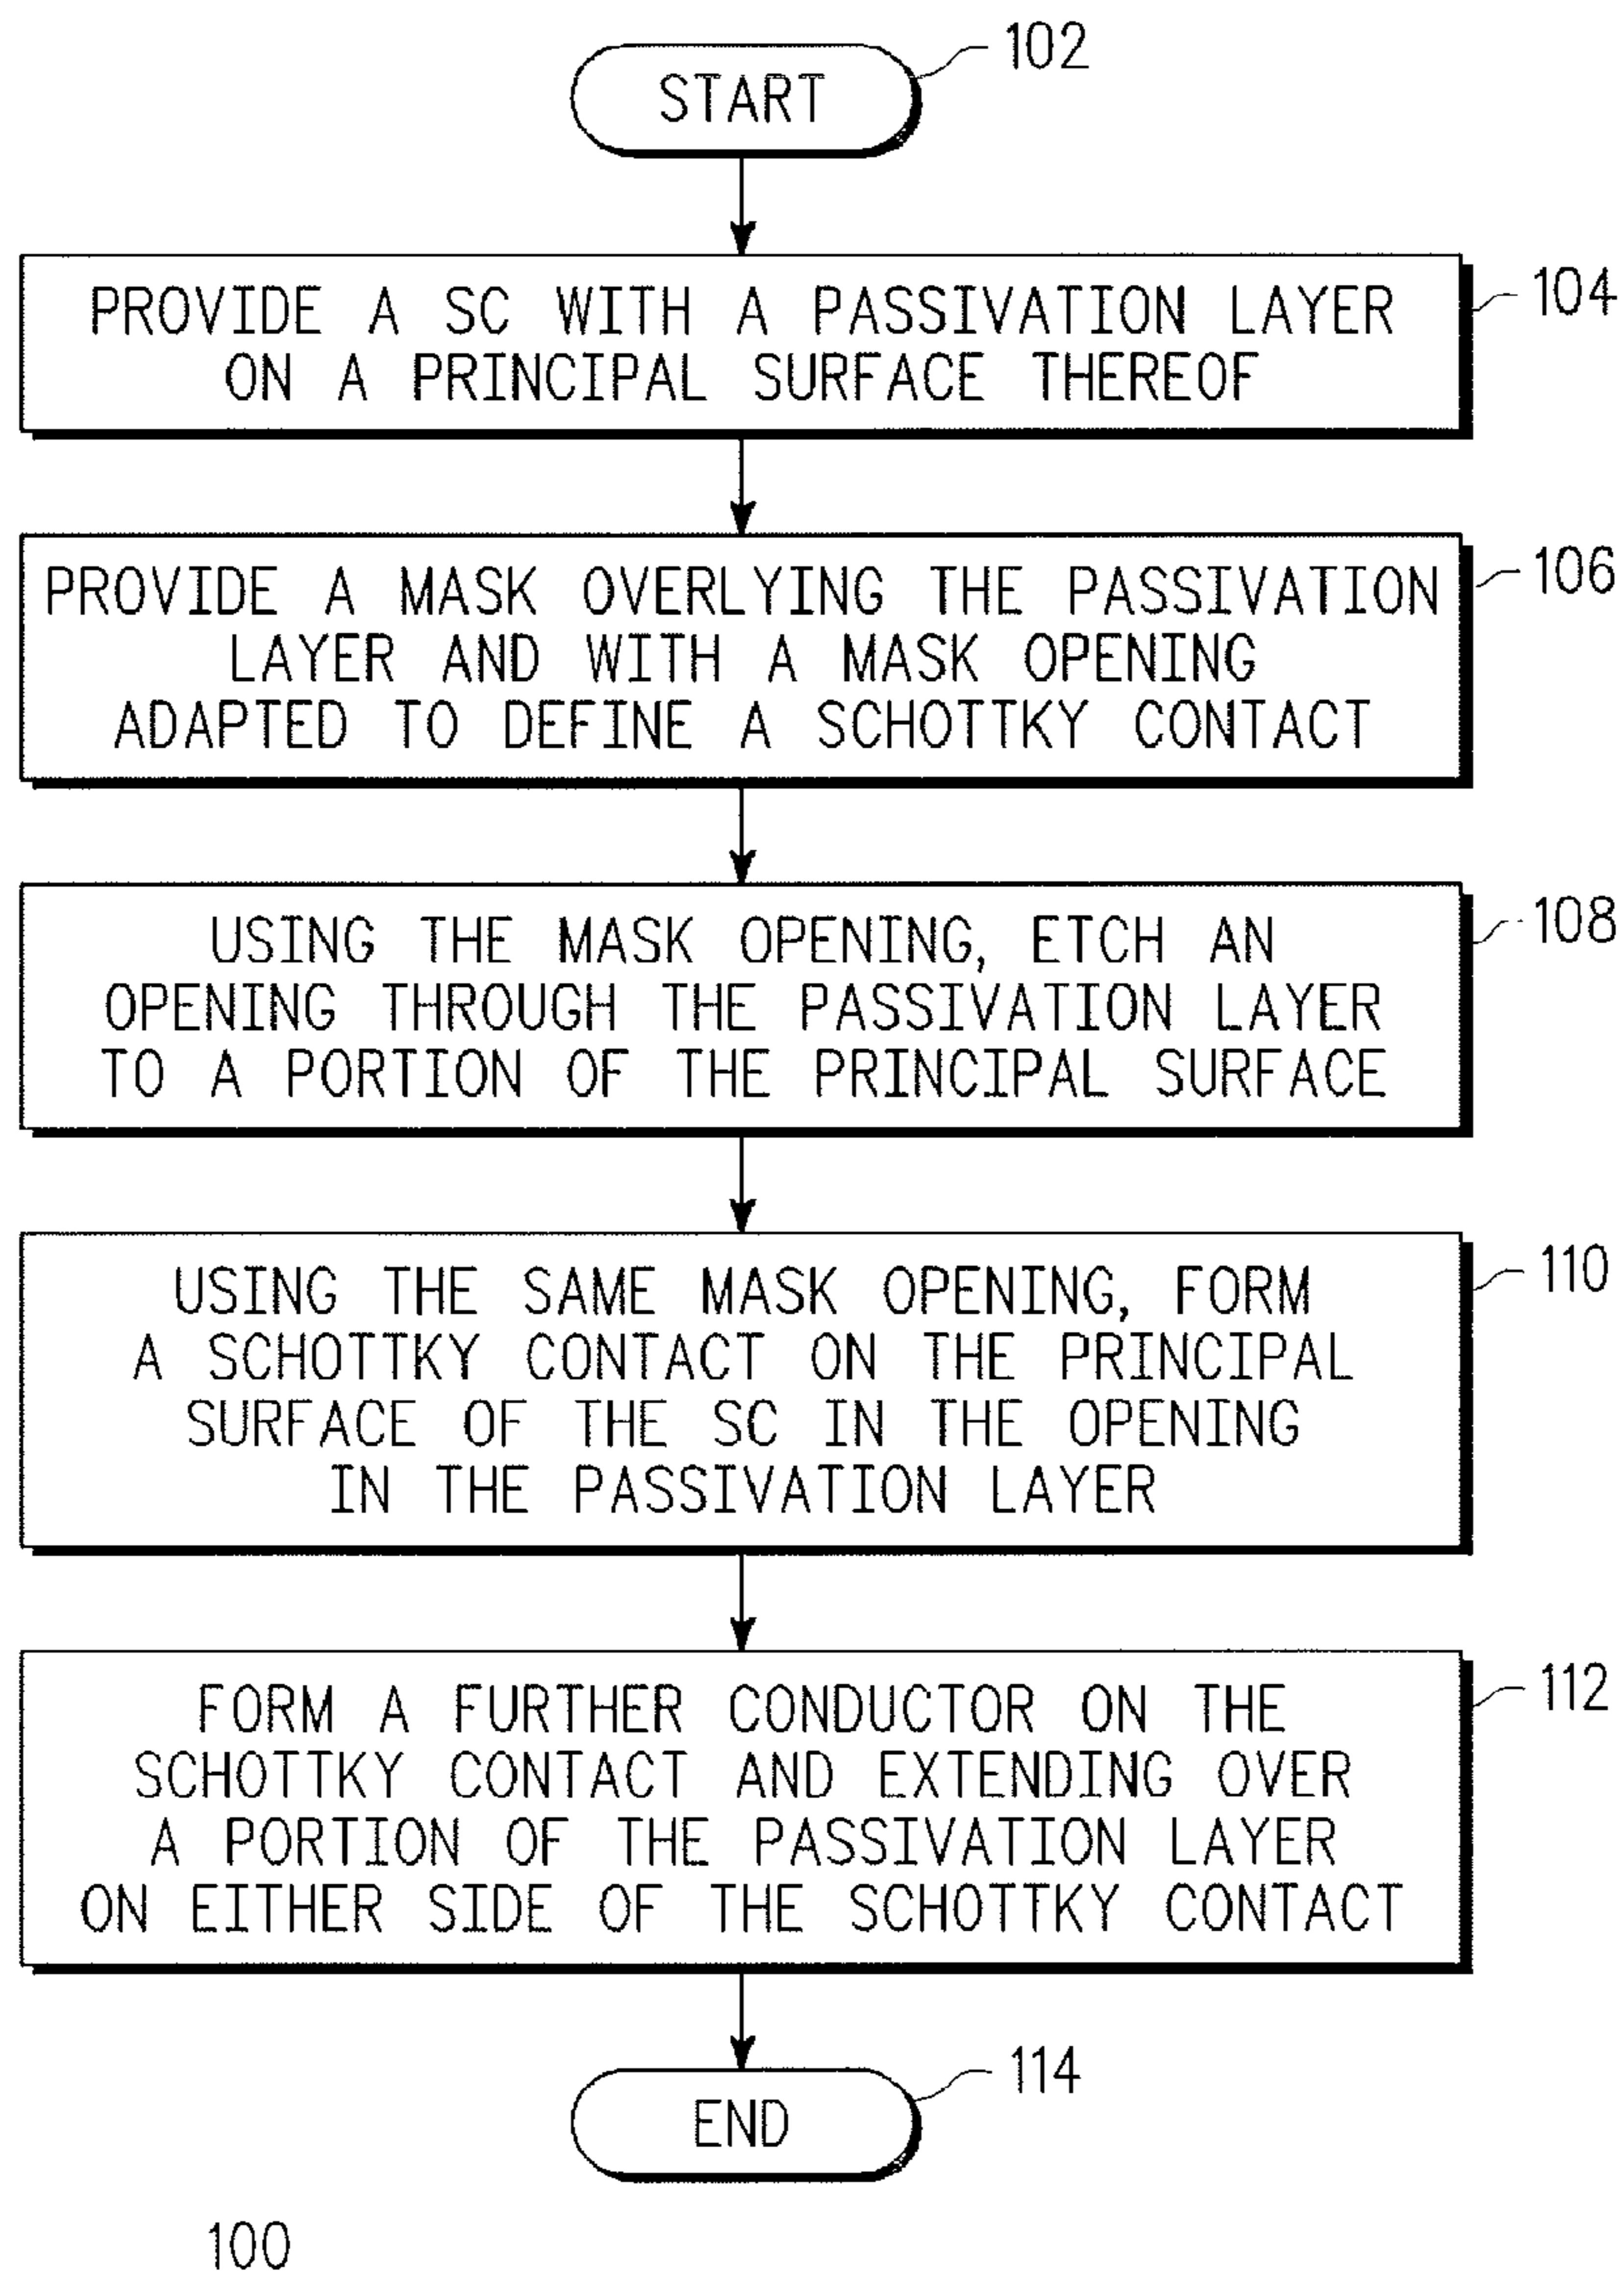 START
102
PROVIDE A SC WITH A PASSIVATION LAYER
ON A PRINCIPAL SURFACE THEREOF
104
PROVIDE A MASK OVERLYING THE PASSIVATION
LAYER AND WITH A MASK OPENING
ADAPTED TO DEFINE A SCHOTTKY CONTACT
106
USING THE MASK OPENING, ETCH AN
OPENING THROUGH THE PASSIVATION LAYER
TO A PORTION OF THE PRINCIPAL SURFACE
108
USING THE SAME MASK OPENING, FORM
A SCHOTTKY CONTACT ON THE PRINCIPAL
SURFACE OF THE SC IN THE OPENING
IN THE PASSIVATION LAYER
110
FORM A FURTHER CONDUCTOR ON THE
SCHOTTKY CONTACT AND EXTENDING OVER
A PORTION OF THE PASSIVATION LAYER
ON EITHER SIDE OF THE SCHOTTKY CONTACT
112
END
114
100